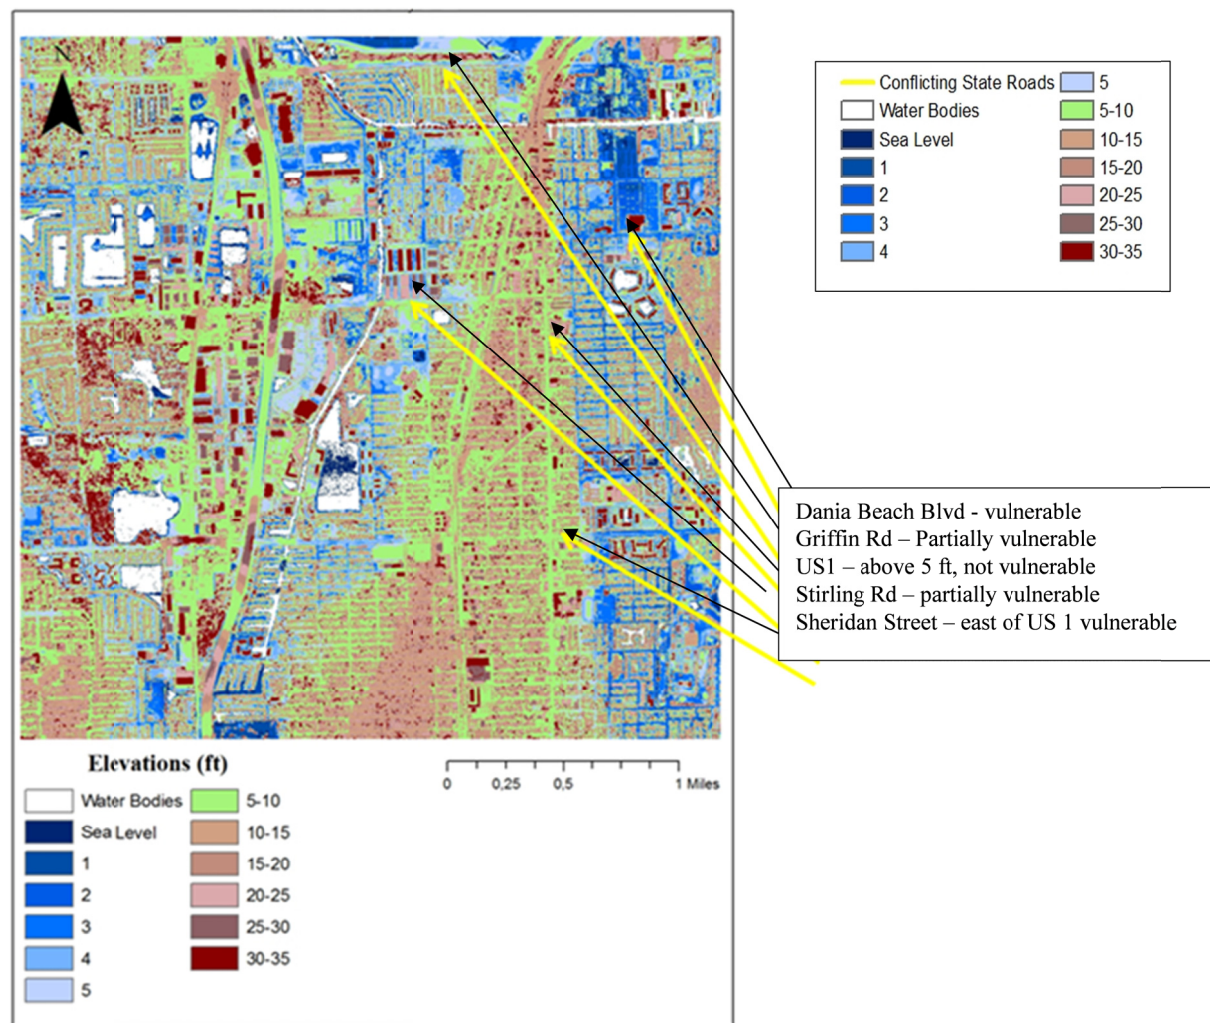 N
Conflicting State Roads
Water Bodies
Sea Level
1
2
3
4
5
5-10
10-15
15-20
20-25
25-30
30-35
Dania Beach Blvd - vulnerable
Griffin Rd – Partially vulnerable
US1 – above 5 ft, not vulnerable
Stirling Rd – partially vulnerable
Sheridan Street – east of US 1 vulnerable
Elevations (ft)
Water Bodies
Sea Level
1
2
3
4
5
5-10
10-15
15-20
20-25
25-30
30-35
0 0,25 0,5 1 Miles